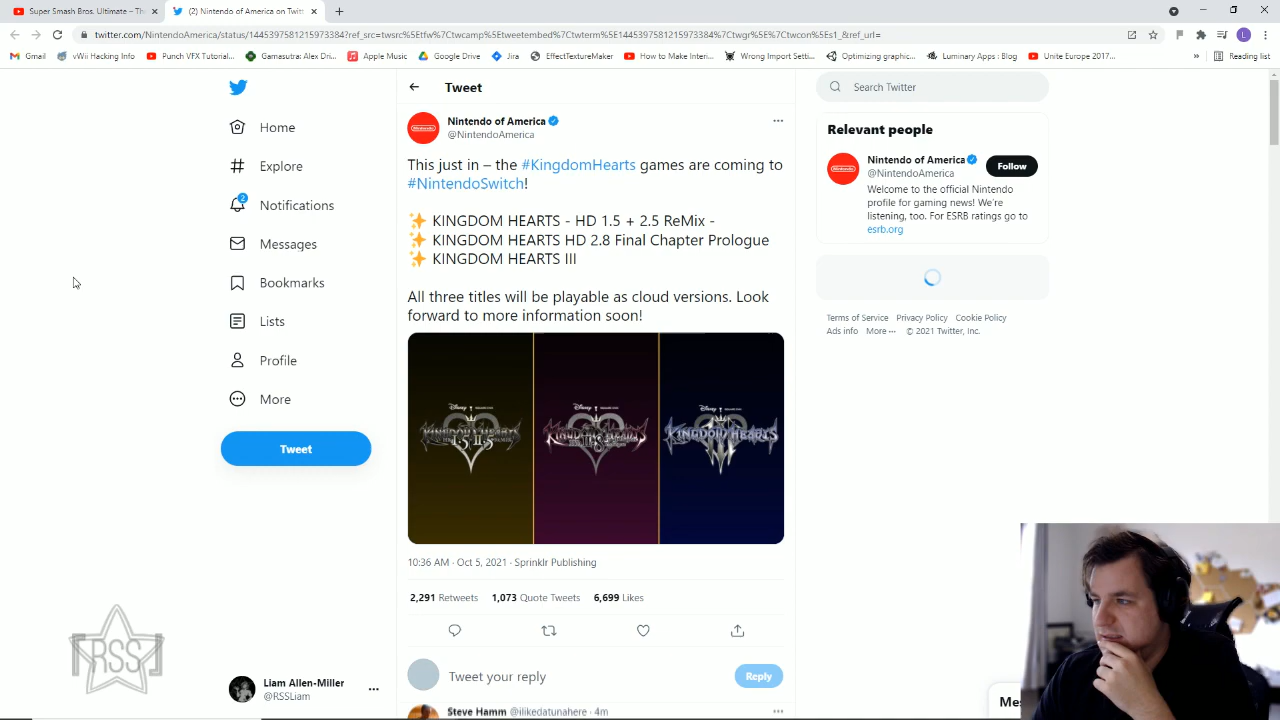 Super Smash Bros. Ultimate – Th
(2) Nintendo of America on Twitt
twitter.com/NintendoAmerica/status/1445397581215973384?ref_src=twsrc%5Etfw%7Ctwcamp%5Etweetembed%7Ctwterm%5E1445397581215973384%7Ctwgr%5E%7Ctwcon%5Es1_&ref_url=
Gmail
vWii Hacking Info
Punch VFX Tutorial...
Gamasutra: Alex Dri...
Apple Music
Google Drive
Jira
EffectTextureMaker
How to Make Inter...
Wrong Import Setti...
Optimizing graphic...
Luminary Apps : Blog
Unite Europe 2017...
»
Reading list
Home
Explore
2
Notifications
Messages
Bookmarks
Lists
Profile
More
Tweet
Liam Allen-Miller
@RSSLiam
RSS
Tweet
Nintendo of America
@NintendoAmerica
This just in – the #KingdomHearts games are coming to
#NintendoSwitch!
✨ KINGDOM HEARTS - HD 1.5 + 2.5 ReMix -
✨ KINGDOM HEARTS HD 2.8 Final Chapter Prologue
✨ KINGDOM HEARTS III
All three titles will be playable as cloud versions. Look
forward to more information soon!
KINGDOM HEARTS
KINGDOM HEARTS
KINGDOM HEARTS
10:36 AM · Oct 5, 2021 · Sprinklr Publishing
2,291 Retweets 1,073 Quote Tweets 6,699 Likes
Tweet your reply
Reply
Steve Hamm @ilikedatunahere · 4m
Search Twitter
Relevant people
Nintendo of America
@NintendoAmerica
Follow
Welcome to the official Nintendo
profile for gaming news! We're
listening, too. For ESRB ratings go to
esrb.org
Terms of Service Privacy Policy Cookie Policy
Ads info More ··· © 2021 Twitter, Inc.
Mes